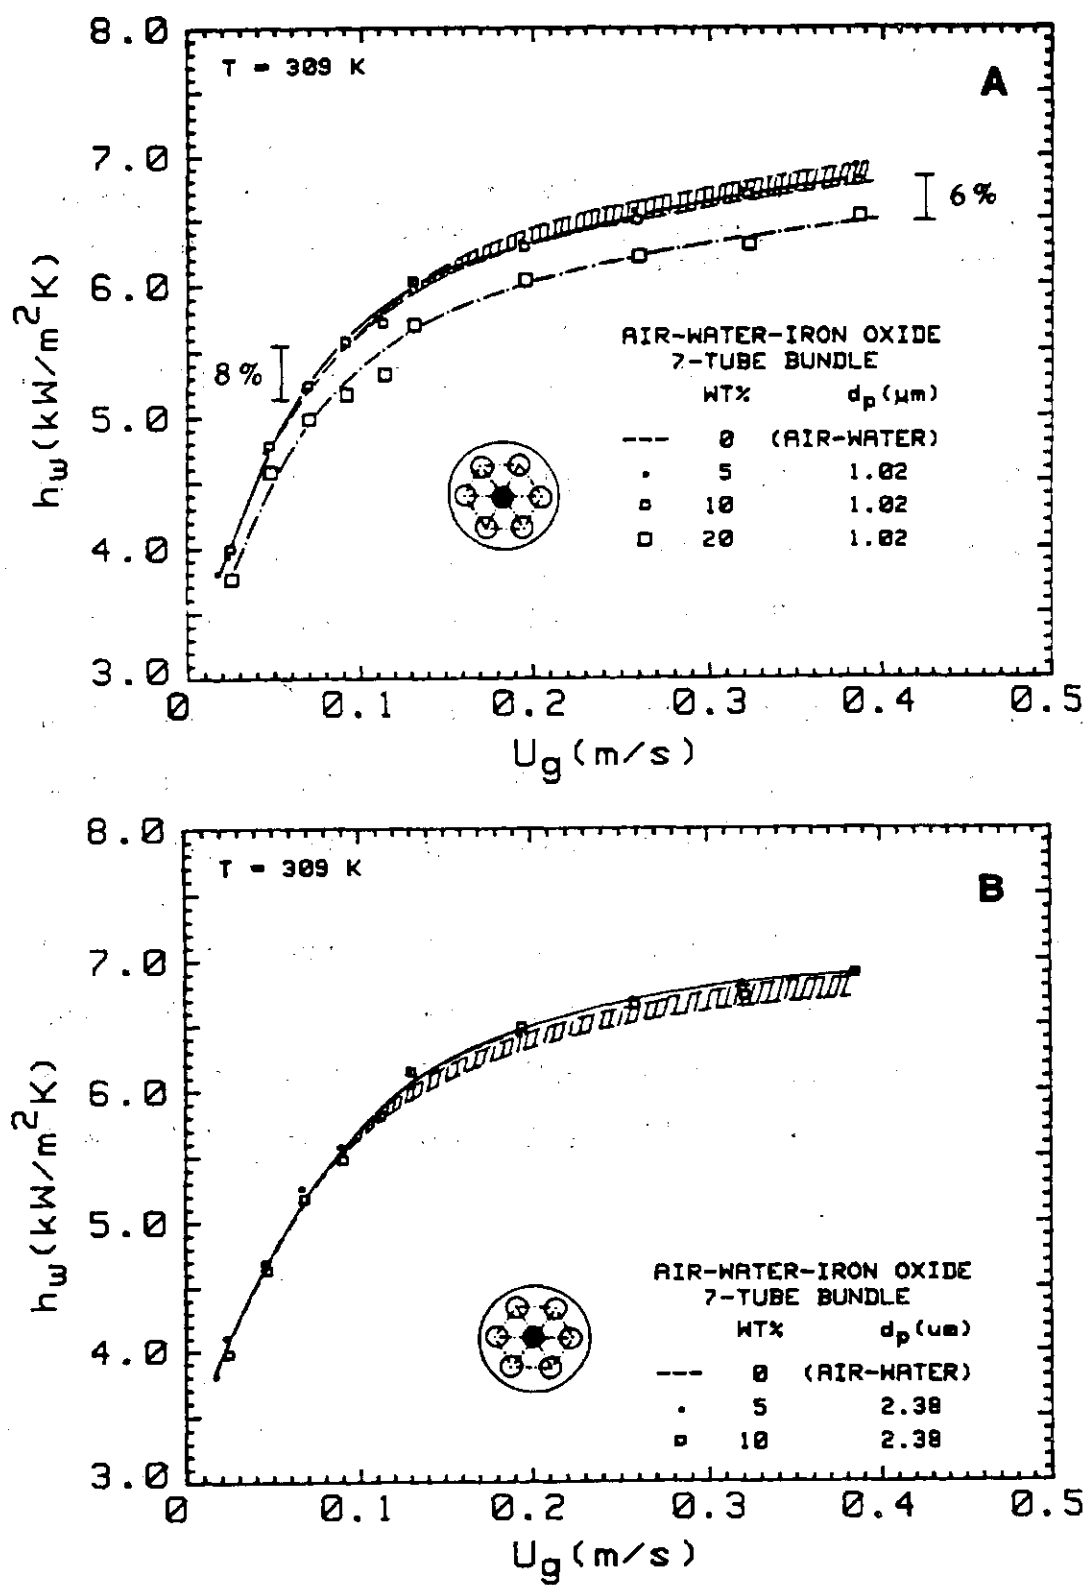 8.0
T = 309 K
A
7.0
6%
6.0
AIR-WATER-IRON OXIDE
7-TUBE BUNDLE
8%
WT% dp(µm)
5.0
--- 0 (AIR-WATER)
5 1.02
10 1.02
4.0
20 1.02
3.0
0 0.1 0.2 0.3 0.4 0.5
hw(kW/m²K)
Ug(m/s)
8.0
T = 309 K
B
7.0
6.0
5.0
AIR-WATER-IRON OXIDE
7-TUBE BUNDLE
WT% dp(um)
4.0
--- 0 (AIR-WATER)
5 2.38
10 2.38
3.0
0 0.1 0.2 0.3 0.4 0.5
hw(kW/m²K)
Ug(m/s)